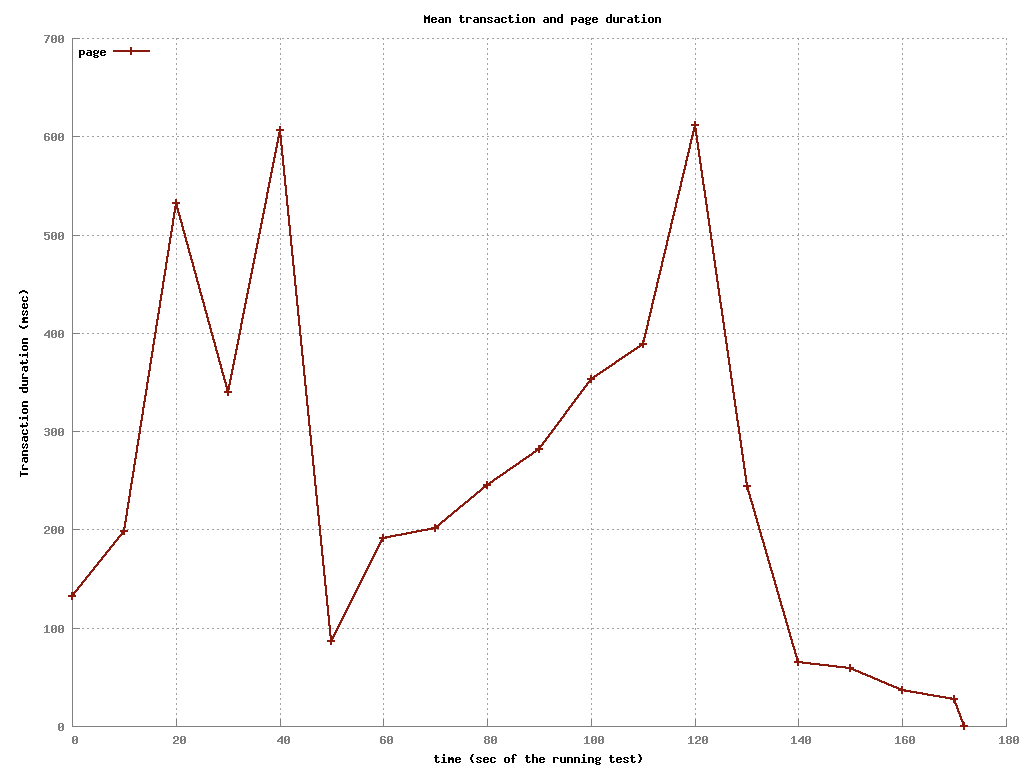 Mean transaction and page duration
700
page
600
500
400
300
200
100
0
Transaction duration (msec)
0 20 40 60 80 100 120 140 160 180
time (sec of the running test)